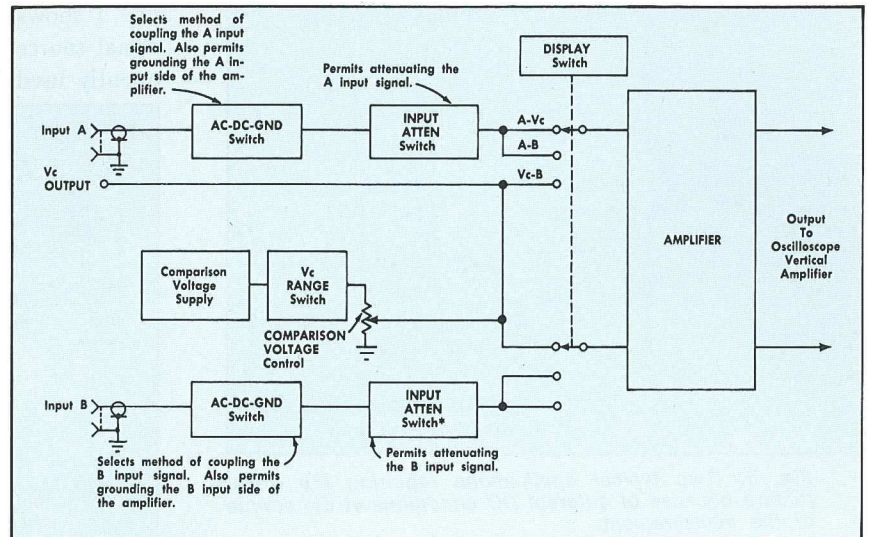 Selects method of
coupling the A input
signal. Also permits
grounding the A in-
put side of the am-
plifier.
Permits attenuating the
A input signal.
DISPLAY
Switch
Input A
AC-DC-GND
Switch
INPUT
ATTEN
Switch
A-Vc
A-B
Vc-B
Vc
OUTPUT
AMPLIFIER
Output
To
Oscilloscope
Vertical
Amplifier
Comparison
Voltage
Supply
Vc
RANGE
Switch
COMPARISON
VOLTAGE
Control
Input B
AC-DC-GND
Switch
INPUT
ATTEN
Switch*
Selects method of coupling the
B input signal. Also permits
grounding the B input side of
the amplifier.
Permits attenuating
the B input signal.